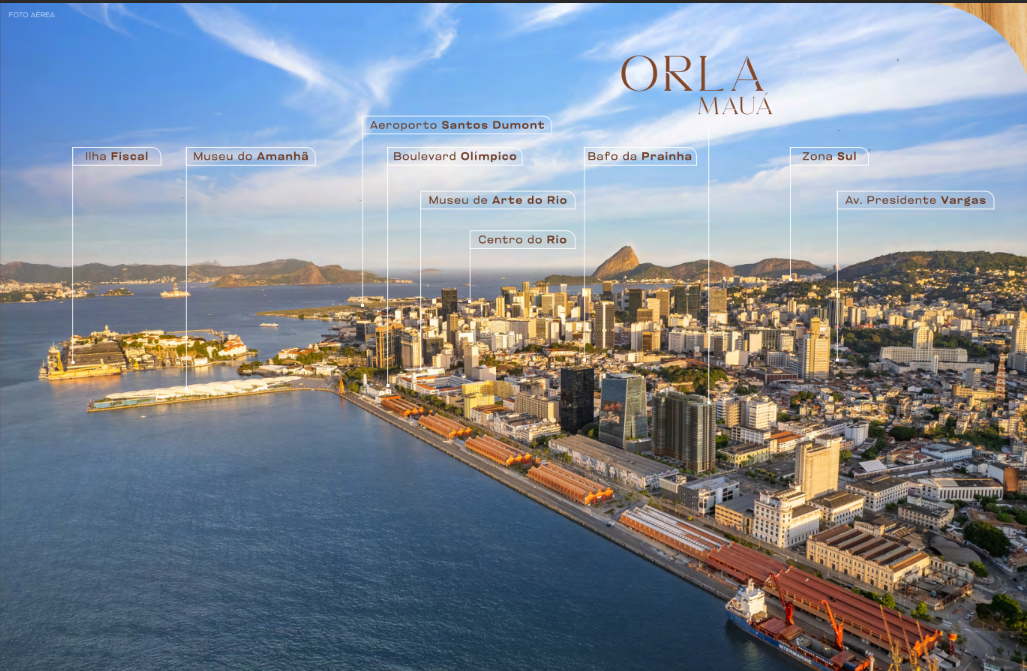 FOTO AÉREA
ORLA
MAUÁ
Aeroporto Santos Dumont
Ilha Fiscal
Museu do Amanhã
Boulevard Olímpico
Bafo da Prainha
Zona Sul
Museu de Arte do Rio
Av. Presidente Vargas
Centro do Rio